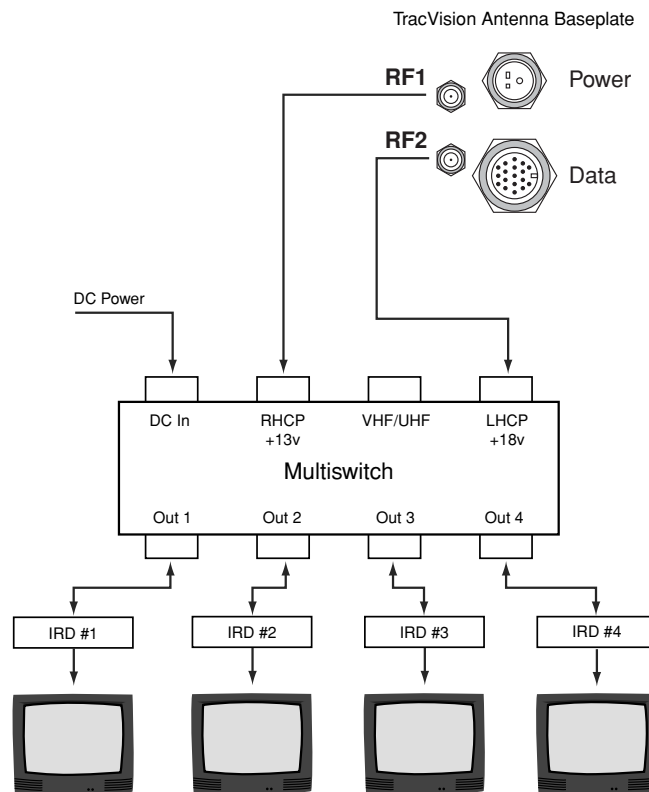 TracVision Antenna Baseplate
RF1
Power
RF2
Data
DC Power
DC In
RHCP
+13v
VHF/UHF
LHCP
+18v
Multiswitch
Out 1
Out 2
Out 3
Out 4
IRD #1
IRD #2
IRD #3
IRD #4